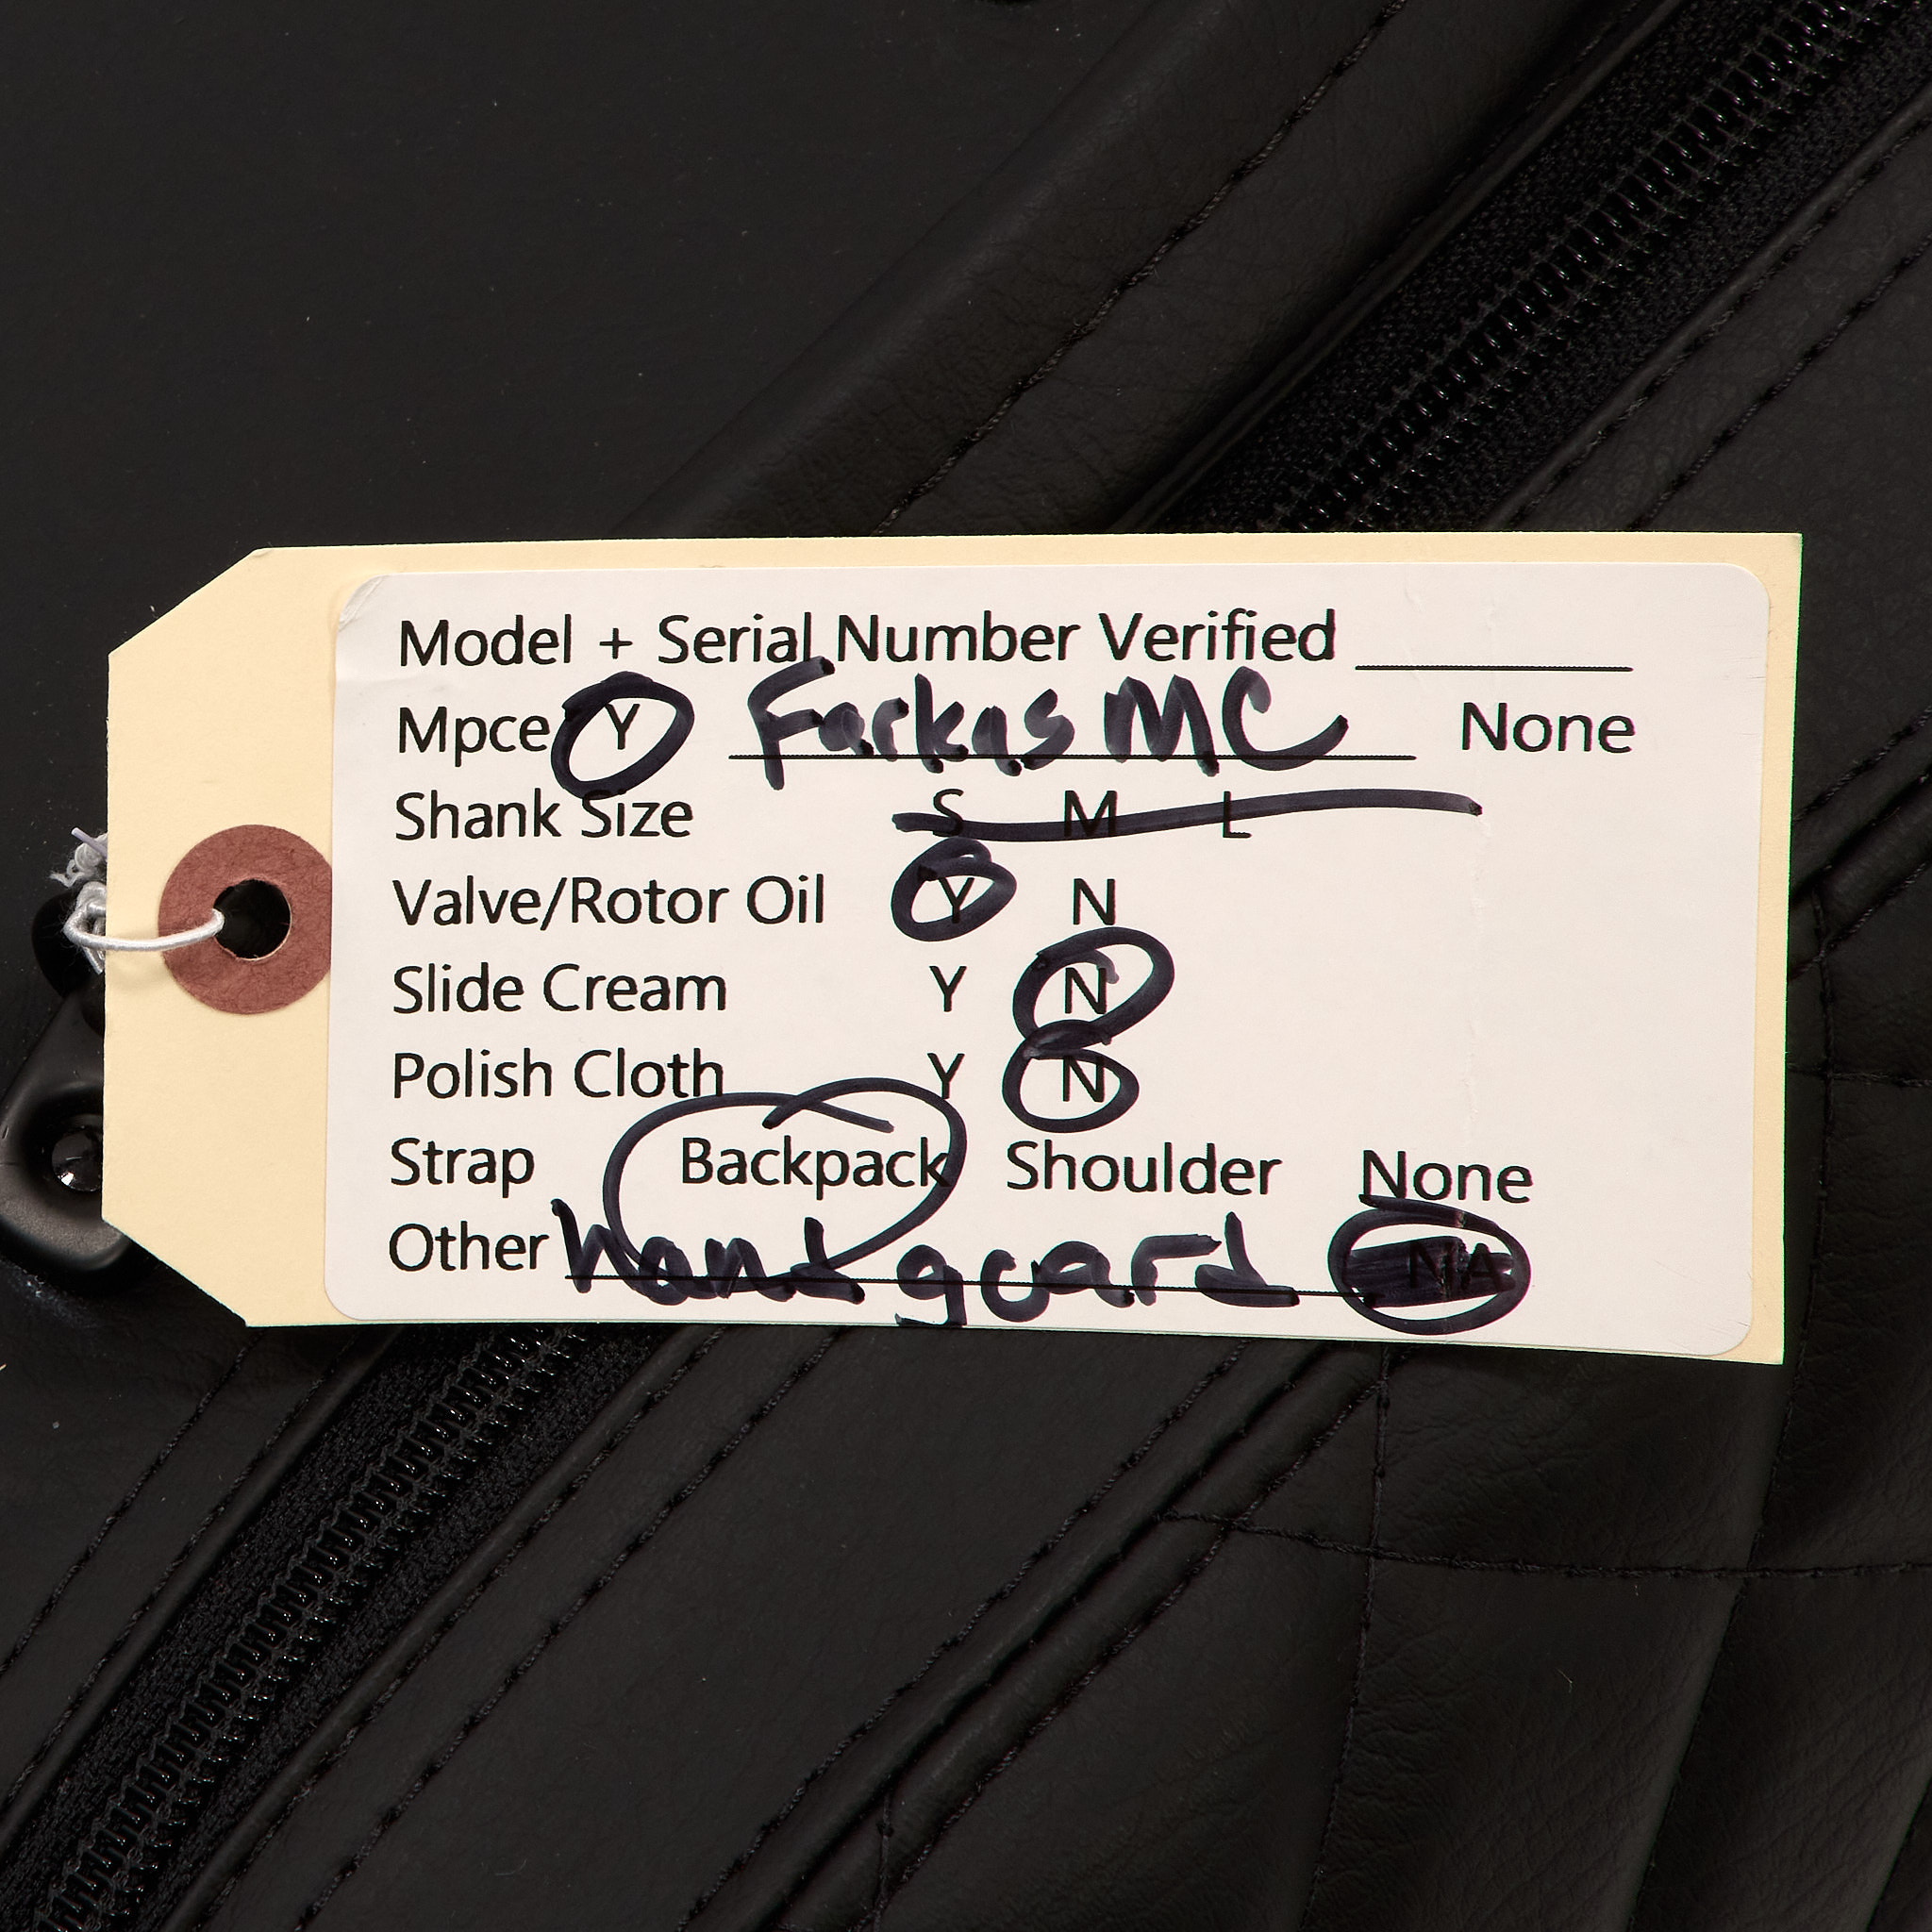 Model + Serial Number Verified
Mpce Y Farkas MC None
Shank Size S M L
Valve/Rotor Oil Y N
Slide Cream Y N
Polish Cloth Y N
Strap Backpack Shoulder None
Other hand guard NA